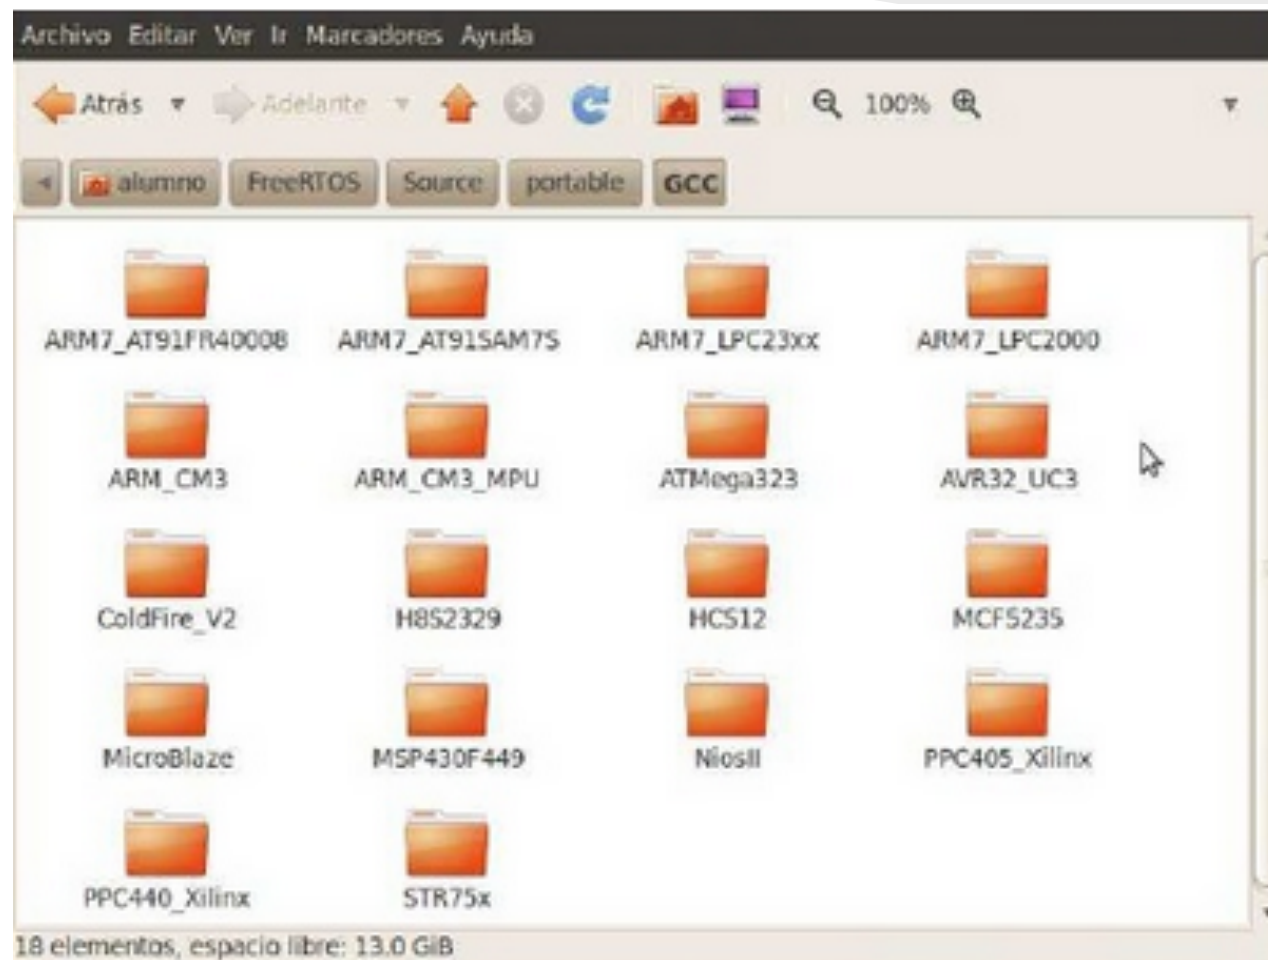 Archivo Editar Ver Ir Marcadores Ayuda
Atrás Adelante 100%
alumno FreeRTOS Source portable GCC
ARM7_AT91FR40008 ARM7_AT91SAM7S ARM7_LPC23xx ARM7_LPC2000
ARM_CM3 ARM_CM3_MPU ATMega323 AVR32_UC3
ColdFire_V2 H8S2329 HCS12 MCF5235
MicroBlaze MSP430F449 NiosII PPC405_Xilinx
PPC440_Xilinx STR75x
18 elementos, espacio libre: 13.0 GiB